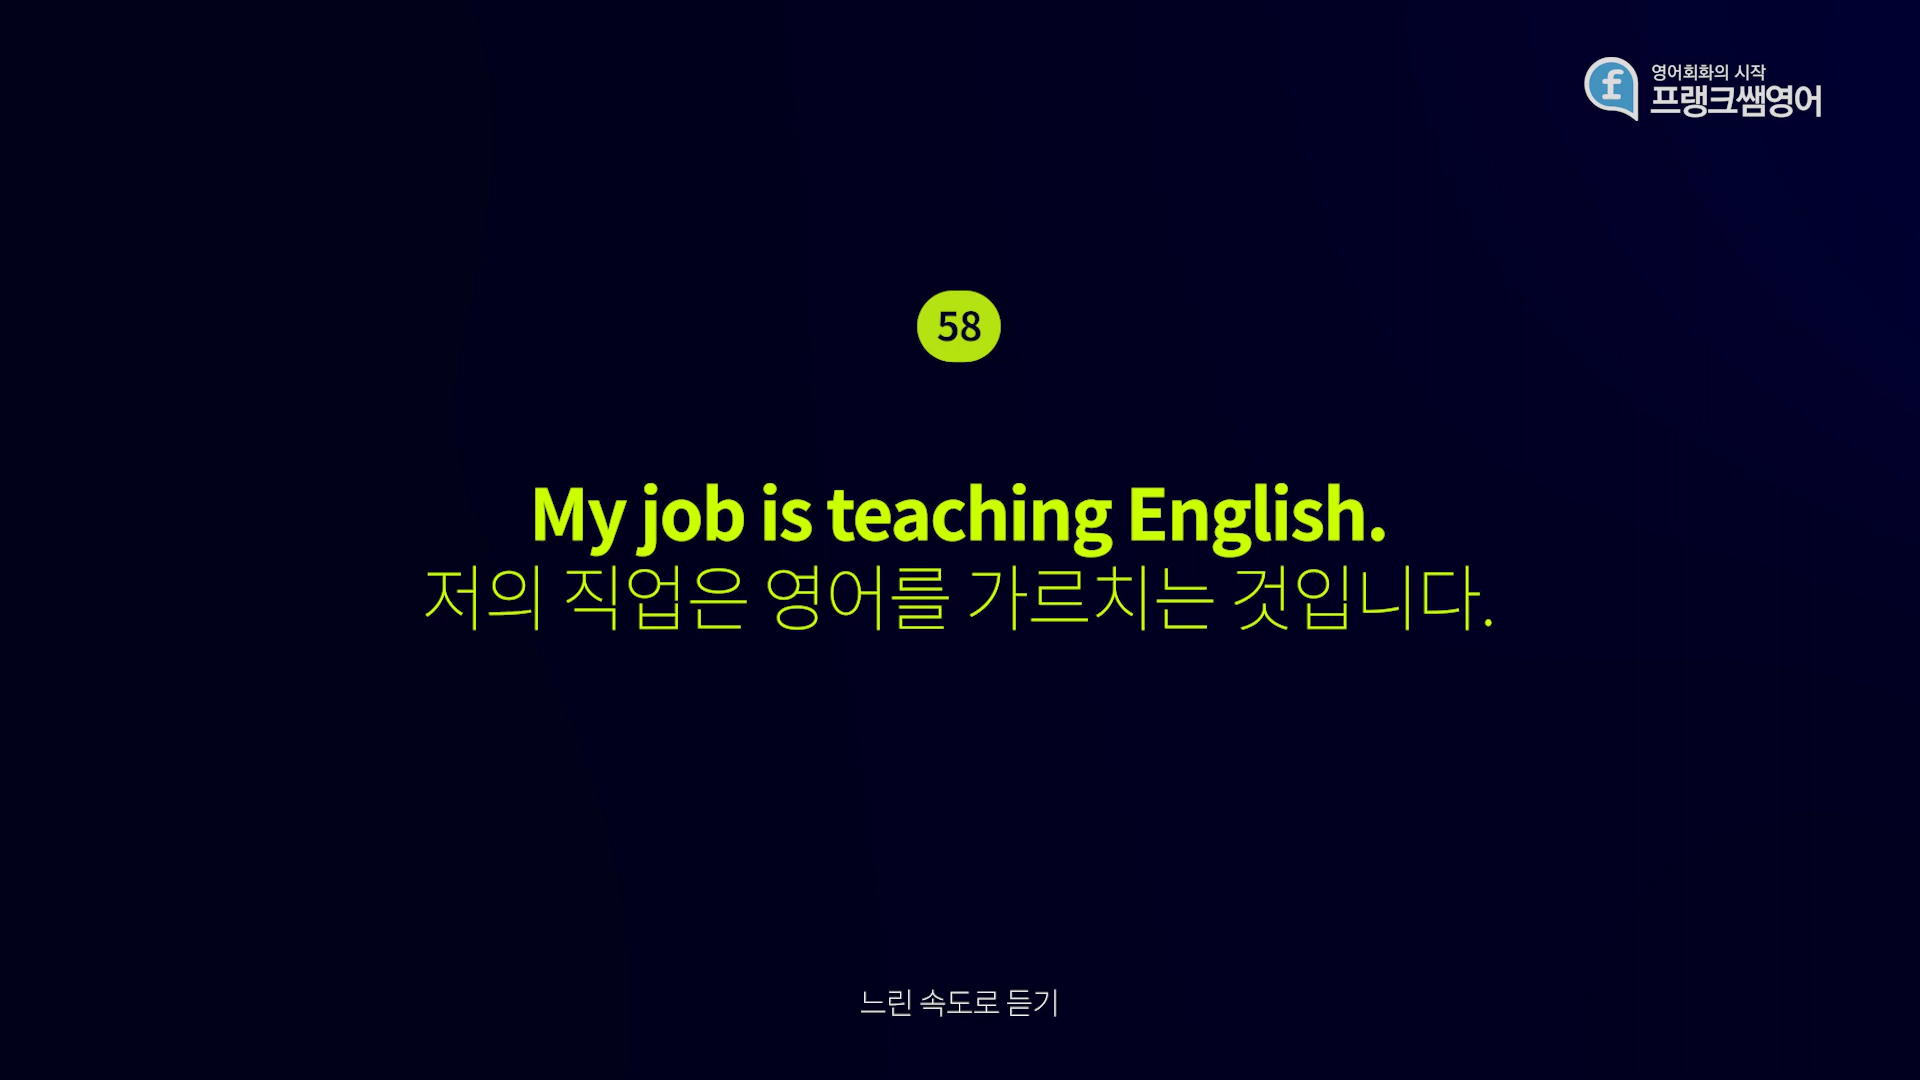 f
영어회화의 시작
프랭크쌤영어
58
My job is teaching English.
저의 직업은 영어를 가르치는 것입니다.
느린 속도로 듣기